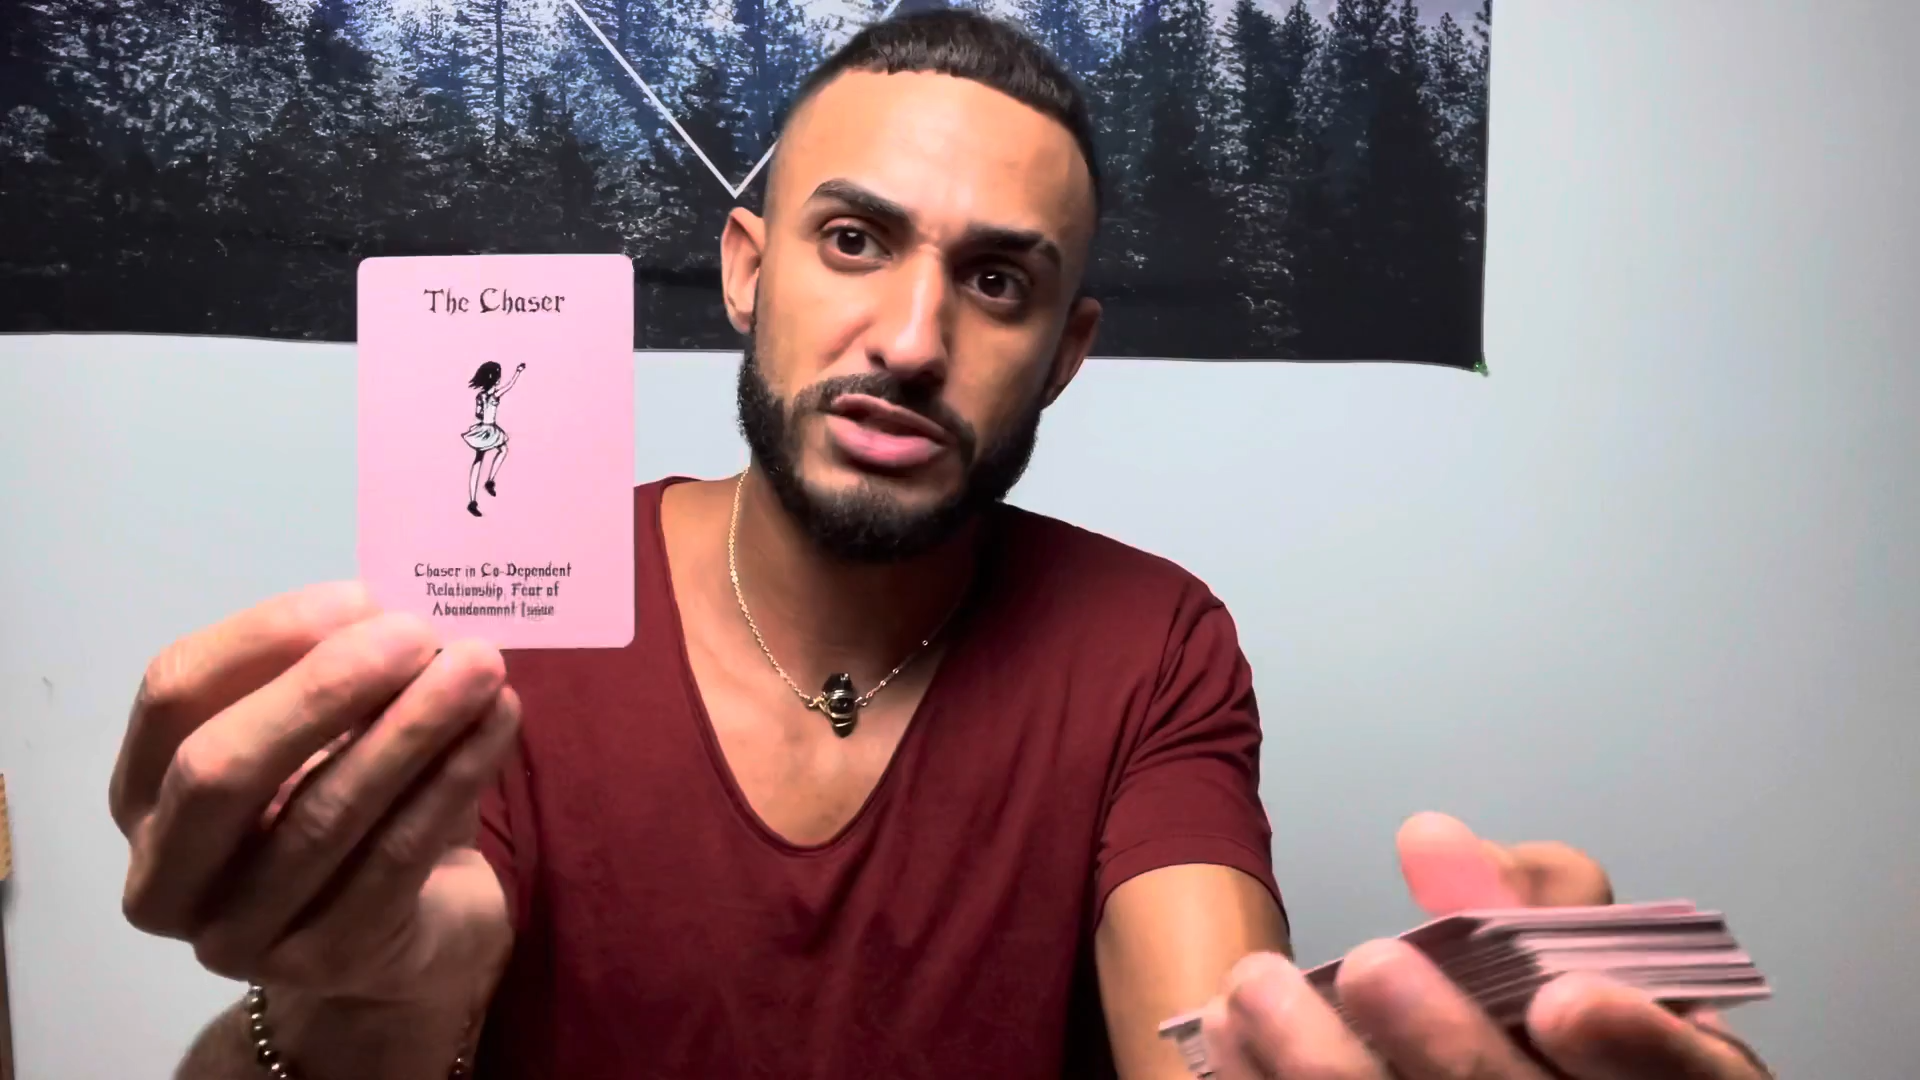 The Chaser
Chaser in Co-Dependent
Relationship, Fear of
Abandonment Issue